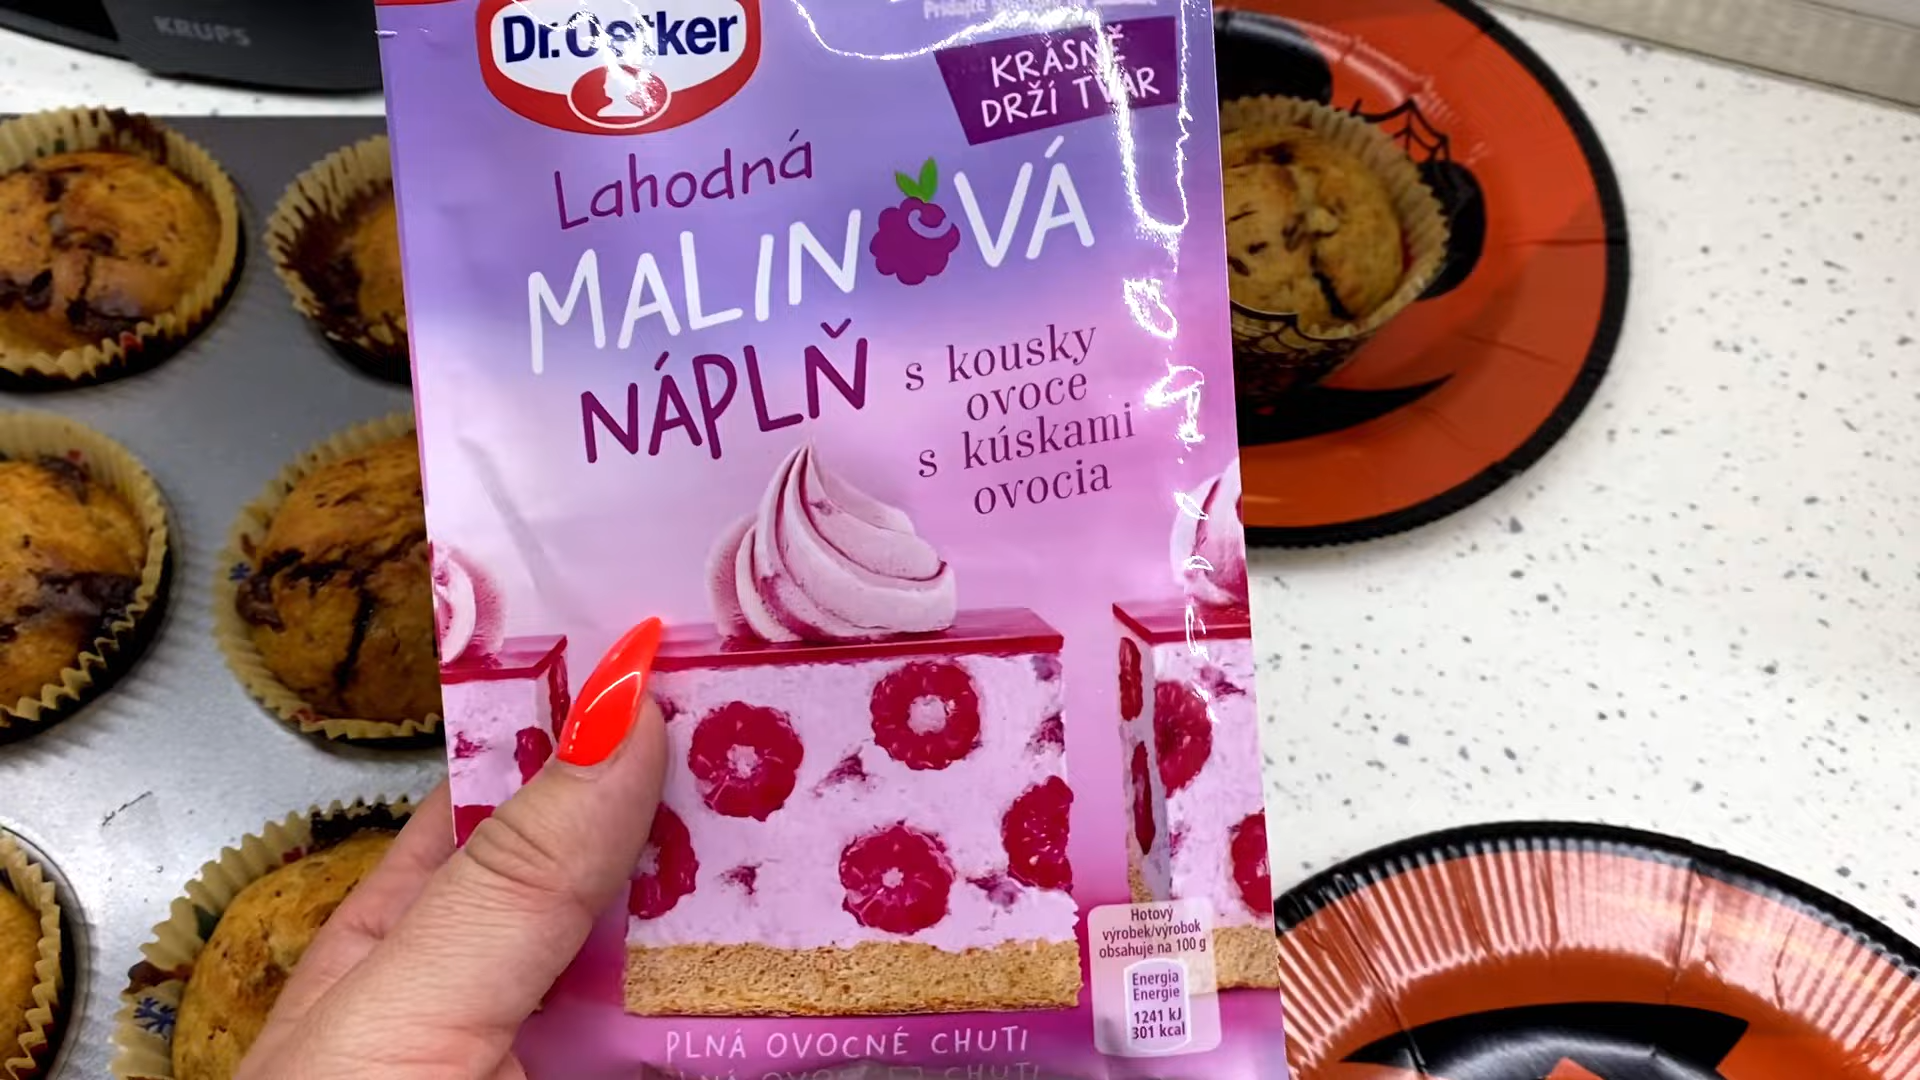 KRUPS
Dr.Oetker
Pridajte
KRÁSNĚ
DRŽÍ TVAR
Lahodná
MALINOVÁ
NÁPLŇ
s kousky
ovoce
s kúskami
ovocia
Hotový
výrobek/výrobok
obsahuje na 100 g
Energia
Energie
1241 kJ
301 kcal
PLNÁ OVOCNÉ CHUTI